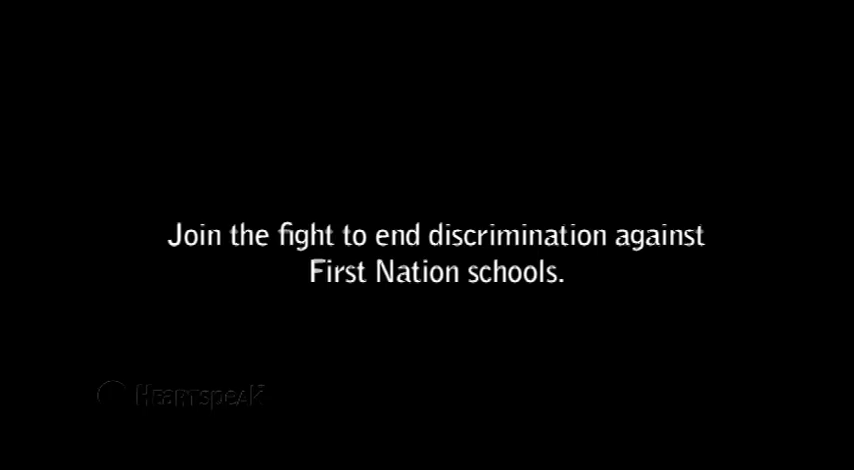 Join the fight to end discrimination against
First Nation schools.
Heartspeak